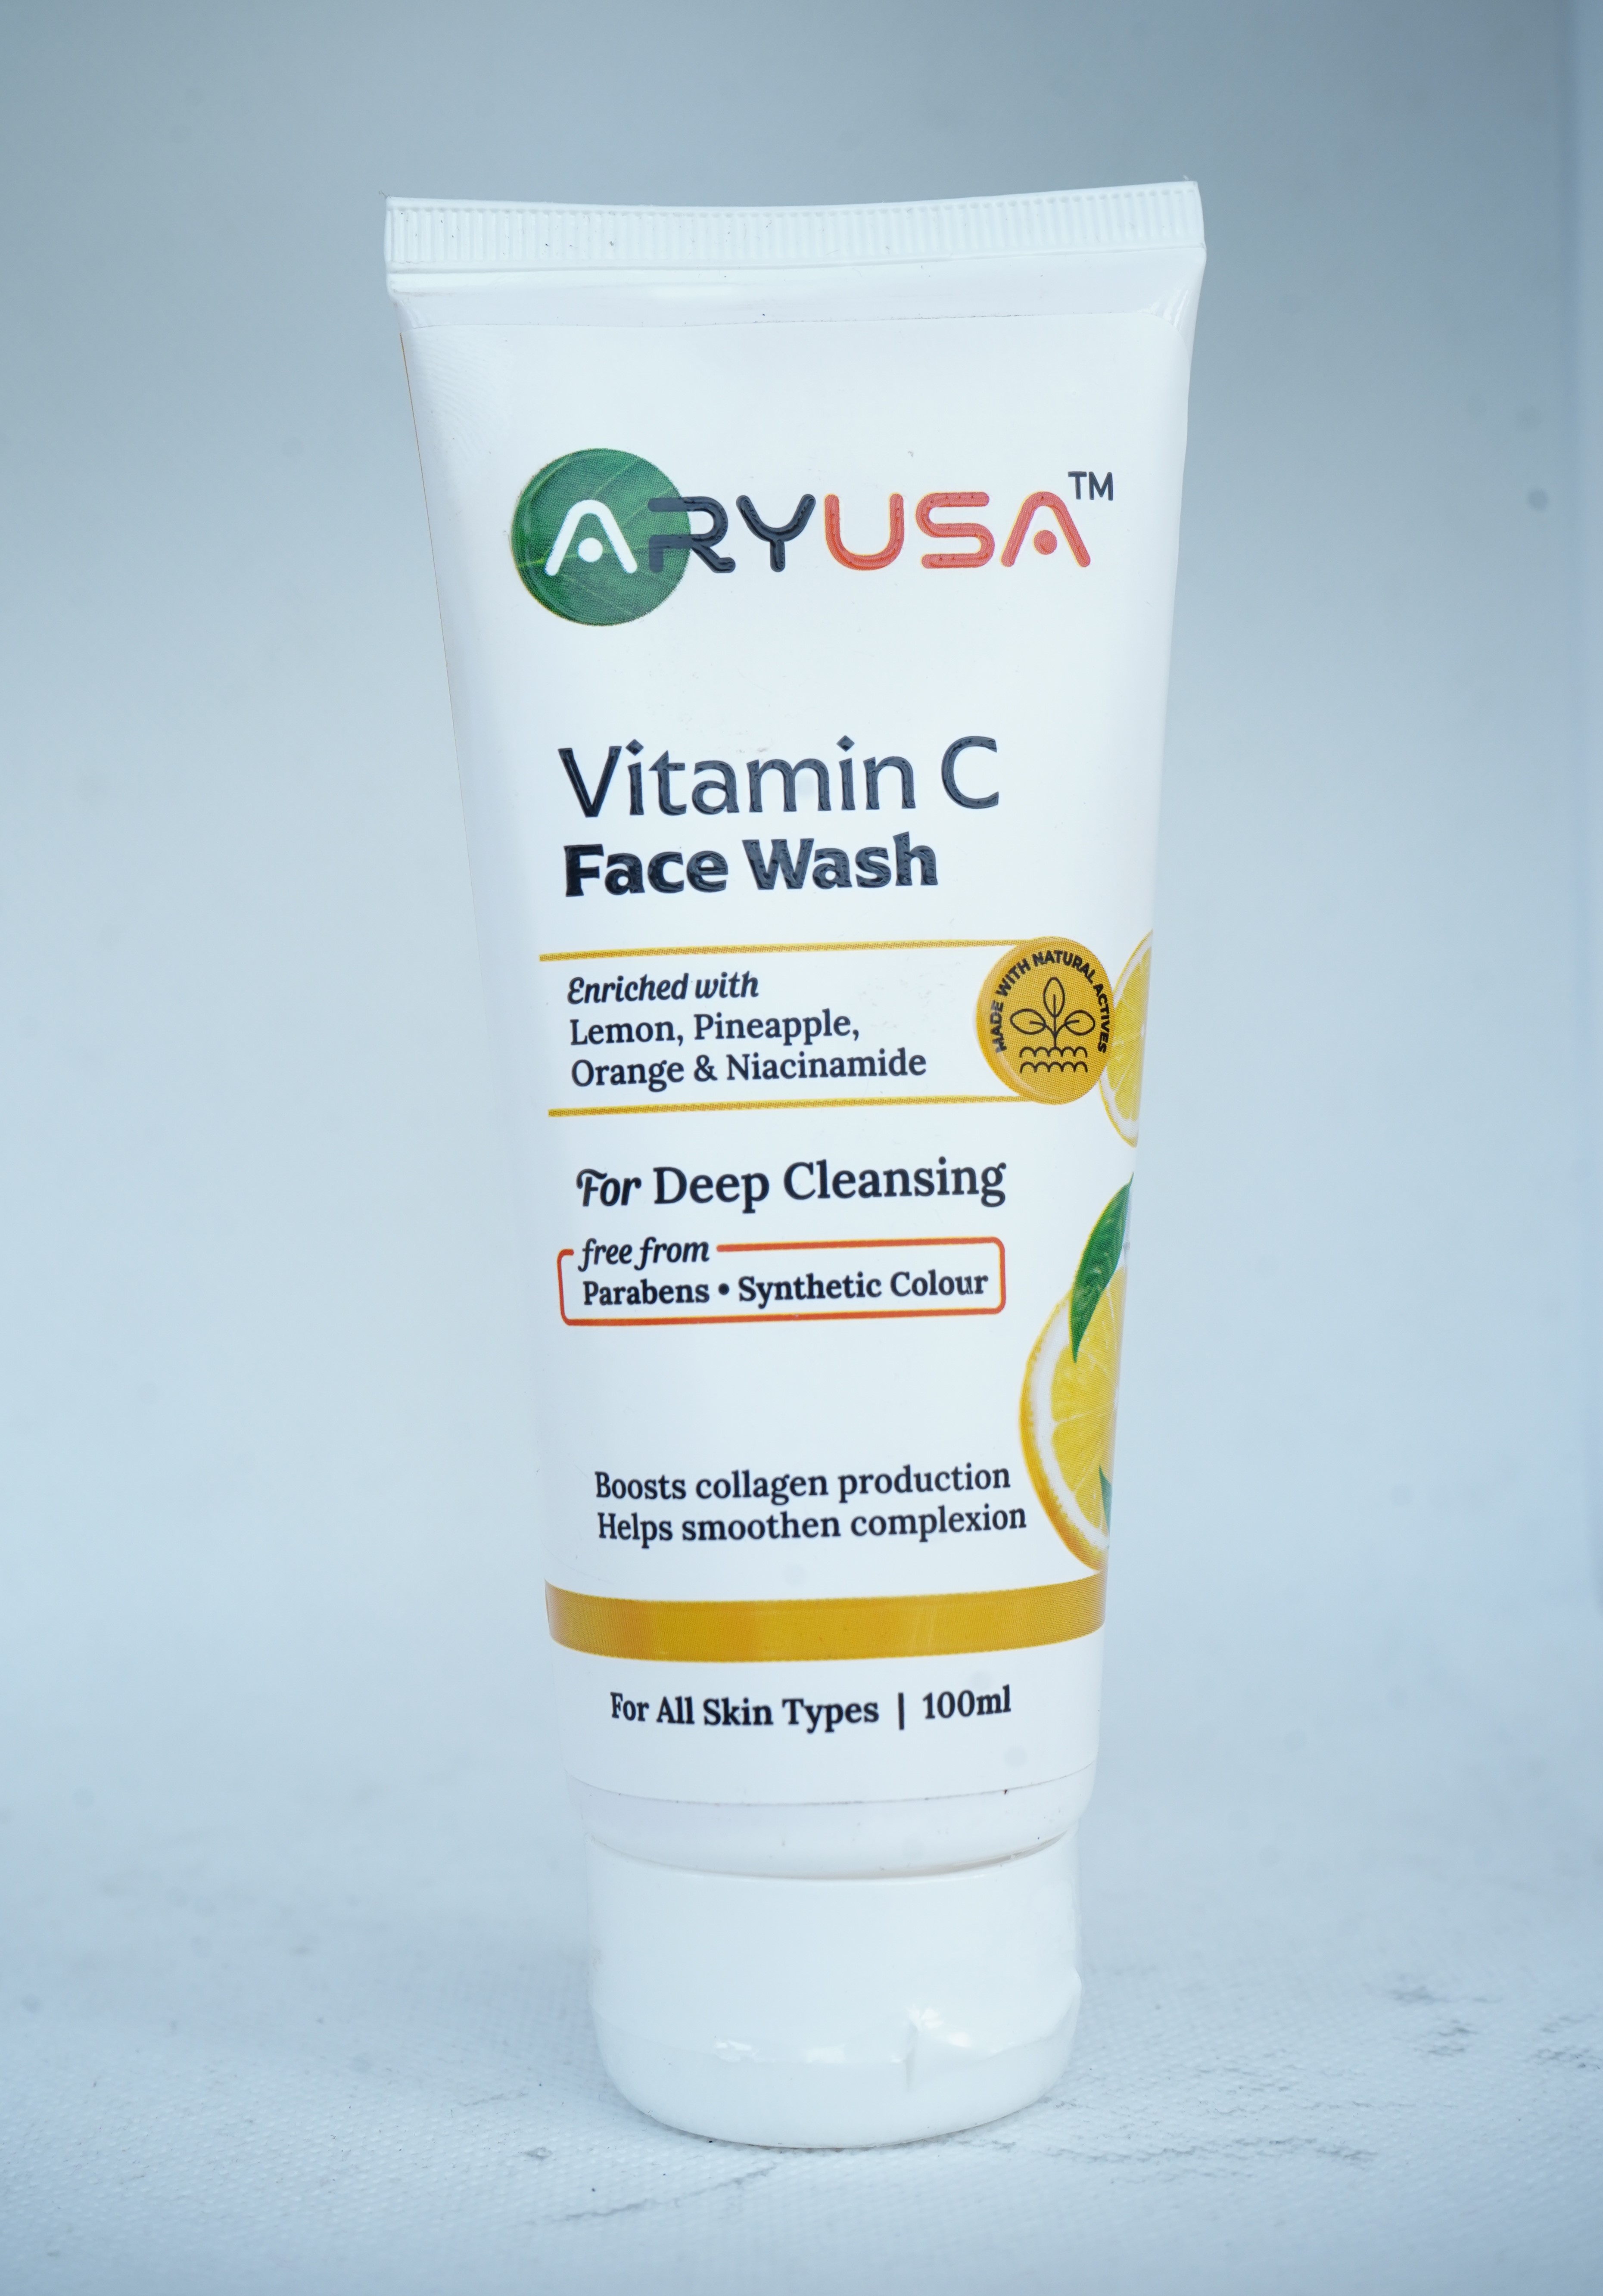 ARYUSA™
Vitamin C
Face Wash
Enriched with
Lemon, Pineapple,
Orange & Niacinamide
MADE WITH NATURAL ACTIVES
For Deep Cleansing
free from
Parabens • Synthetic Colour
Boosts collagen production
Helps smoothen complexion
For All Skin Types | 100ml